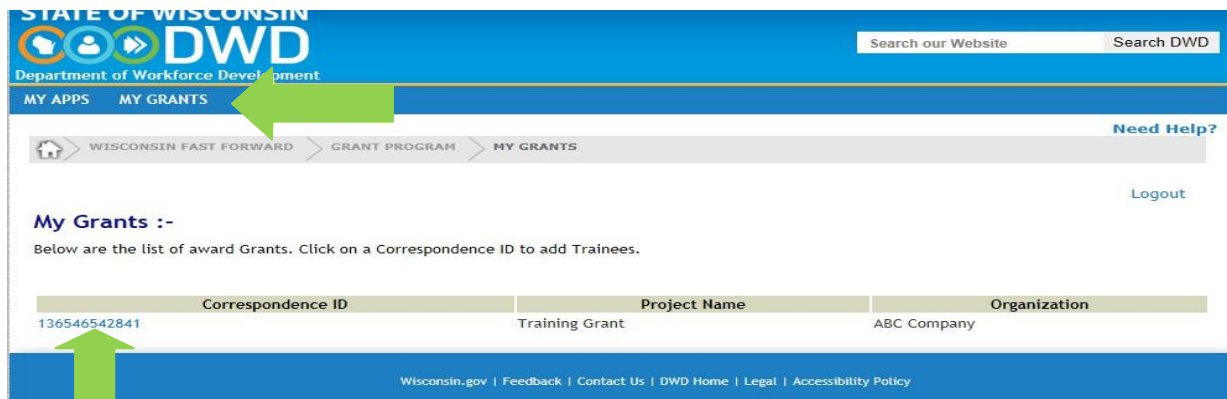 STATE OF WISCONSIN
DWD
Department of Workforce Development
Search our Website Search DWD
MY APPS MY GRANTS
Need Help?
WISCONSIN FAST FORWARD GRANT PROGRAM MY GRANTS
Logout
My Grants :-
Below are the list of award Grants. Click on a Correspondence ID to add Trainees.
Correspondence ID Project Name Organization
136546542841 Training Grant ABC Company
Wisconsin.gov | Feedback | Contact Us | DWD Home | Legal | Accessibility Policy